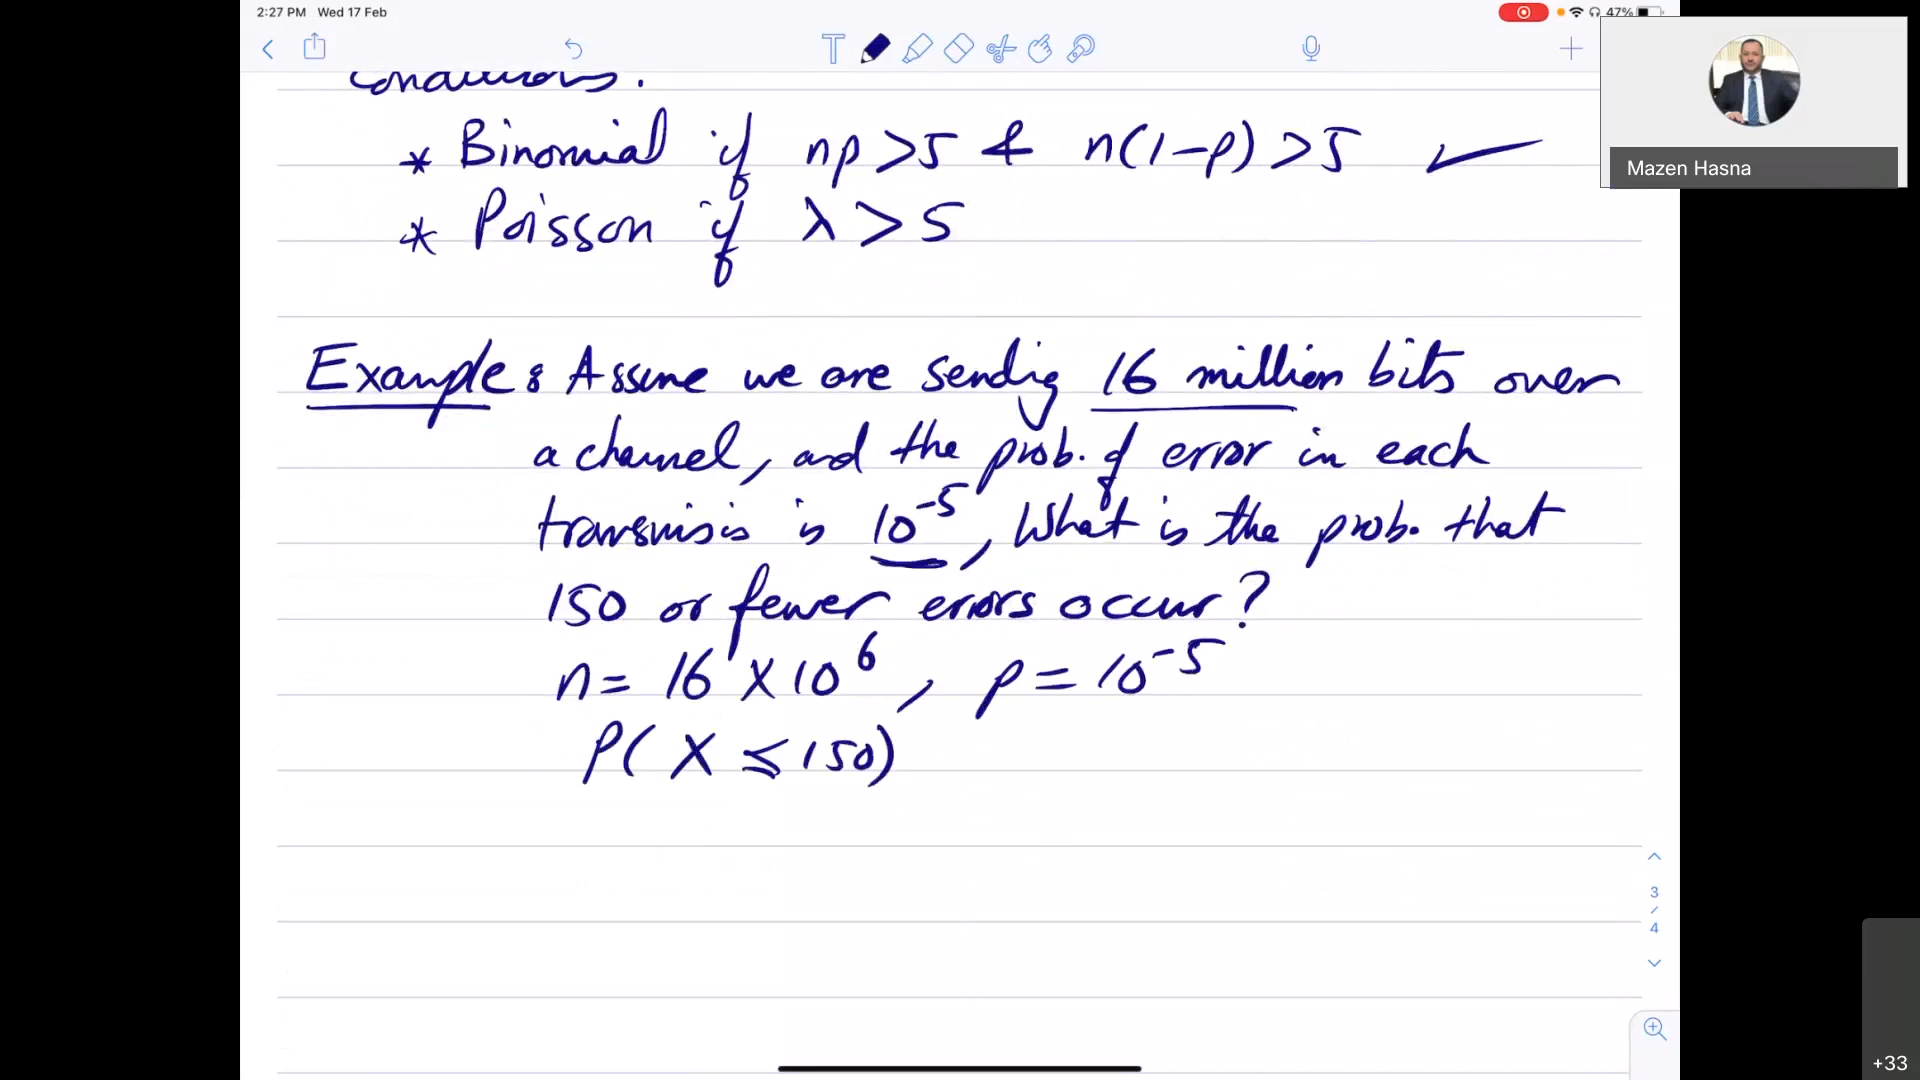 2:27 PM Wed 17 Feb
47%
Mazen Hasna
conditions:
* Binomial if np > 5 & n(1-p) > 5 ✓
* Poisson if λ > 5
Example: Assume we are sending 16 million bits over
a channel, and the prob. of error in each
transmisis is 10⁻⁵, What is the prob. that
150 or fewer errors occur?
n = 16 × 10⁶, p = 10⁻⁵
P( X ≤ 150)
3
/
4
+33